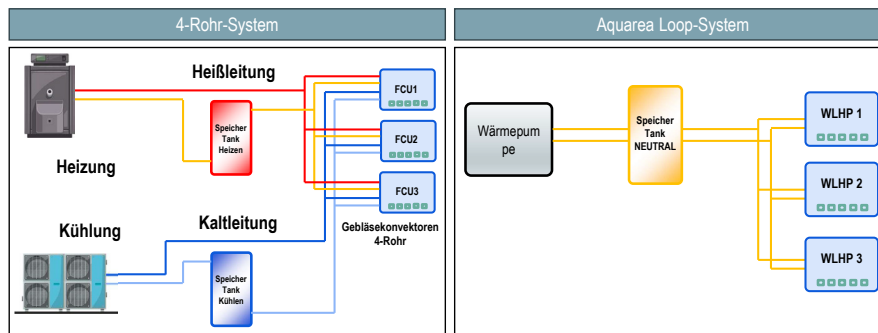 4-Rohr-System
Heißleitung
FCU1
Speicher
Tank
Heizen
FCU2
Heizung
FCU3
Kühlung
Kaltleitung
Gebläsekonvektoren
4-Rohr
Speicher
Tank
Kühlen
Aquarea Loop-System
Wärmepum
pe
Speicher
Tank
NEUTRAL
WLHP 1
WLHP 2
WLHP 3